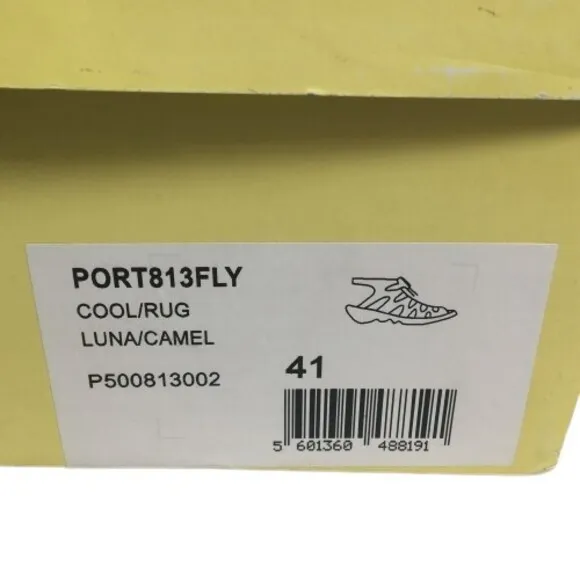 PORT813FLY
COOL/RUG
LUNA/CAMEL
P500813002
41
5 601360 488191